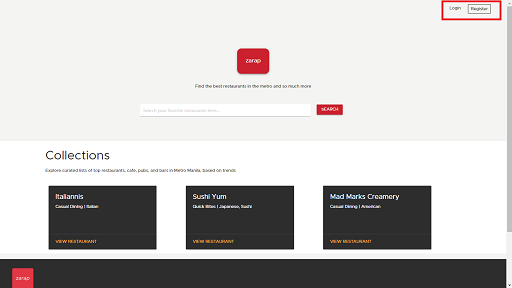 Login
Register
zarap
Find the best restaurants in the metro and so much more
Search your favorite restaurants here...
SEARCH
Collections
Explore curated lists of top restaurants, cafe, pubs, and bars in Metro Manila, based on trends
Italiannis
Casual Dining | Italian
VIEW RESTAURANT
Sushi Yum
Quick Bites | Japanese, Sushi
VIEW RESTAURANT
Mad Marks Creamery
Casual Dining | American
VIEW RESTAURANT
zarap